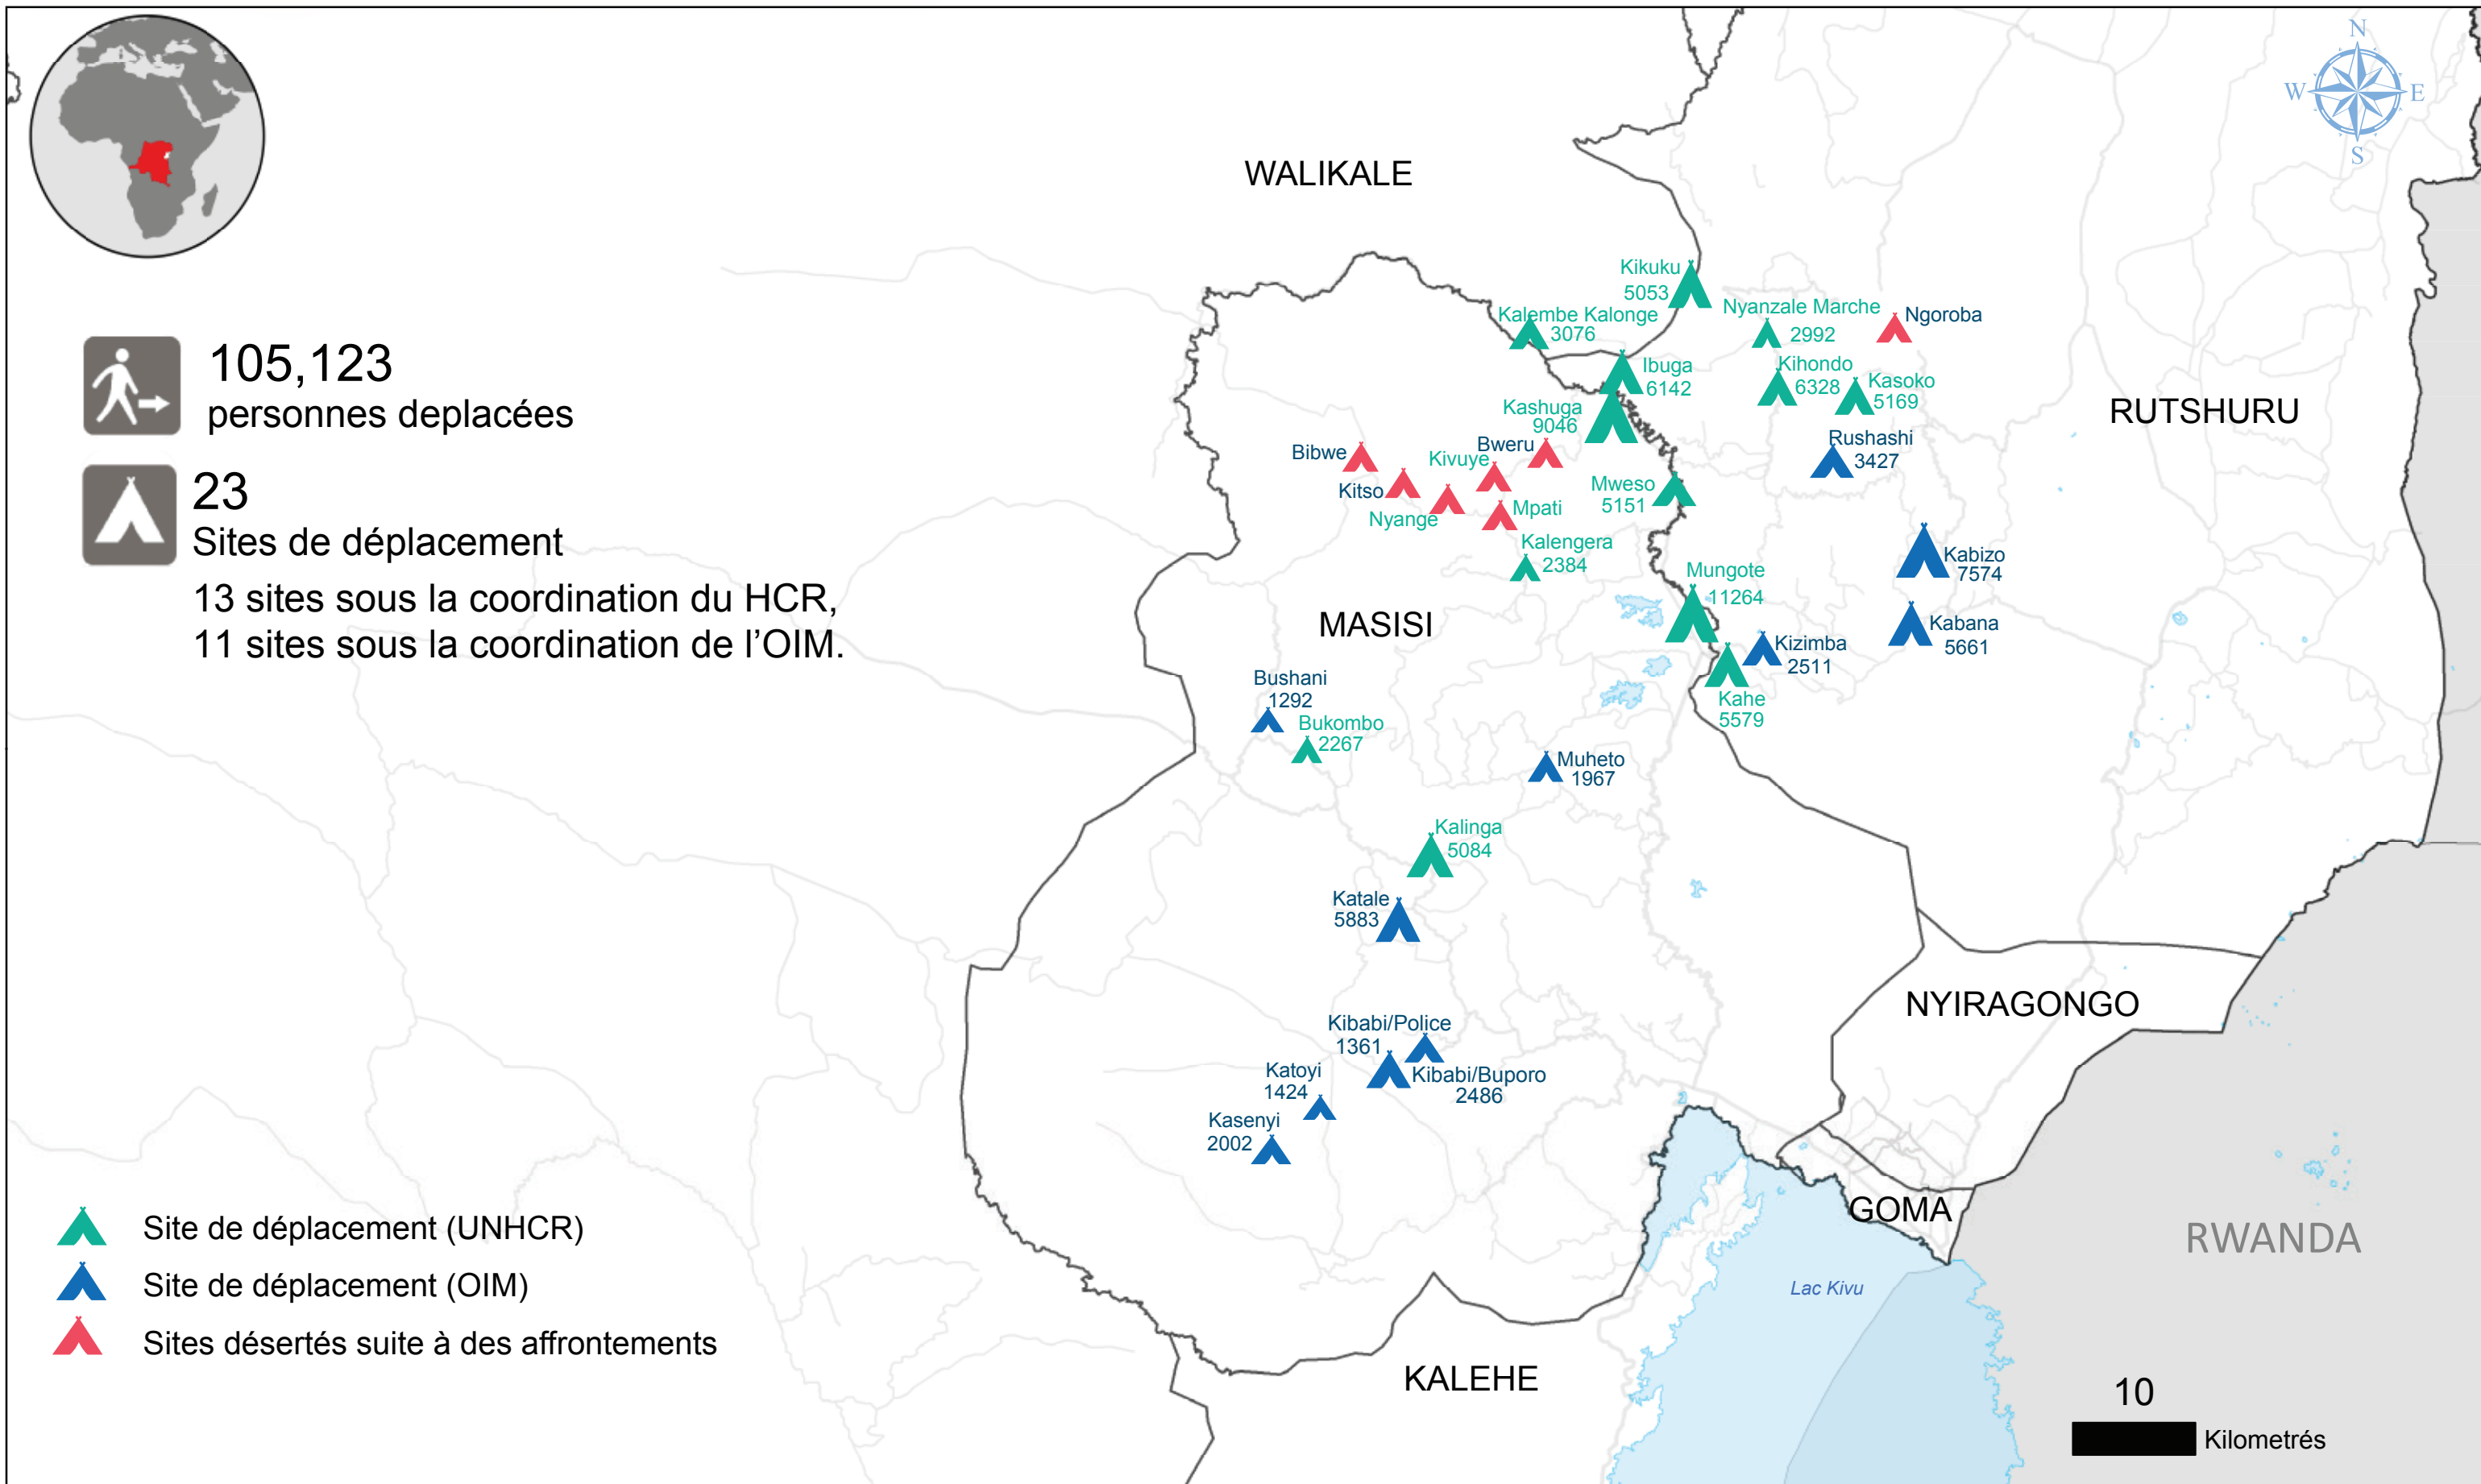 N
W
E
S
WALIKALE
105,123
personnes deplacées
23
Sites de déplacement
13 sites sous la coordination du HCR,
11 sites sous la coordination de l’OIM.
Kikuku
5053
Kalembe Kalonge
3076
Nyanzale Marche
2992
Ngoroba
Ibuga
6142
Kihondo
6328
Kasoko
5169
RUTSHURU
Kashuga
9046
Bibwe
Bweru
Kivuye
Rushashi
3427
Kitso
Nyange
Mpati
Mweso
5151
Kalengera
2384
Kabizo
7574
Mungote
11264
MASISI
Kabana
5661
Kizimba
2511
Kahe
5579
Bushani
1292
Bukombo
2267
Muheto
1967
Kalinga
5084
Katale
5883
NYIRAGONGO
Kibabi/Police
1361
Kibabi/Buporo
2486
Katoyi
1424
Kasenyi
2002
GOMA
RWANDA
Lac Kivu
Site de déplacement (UNHCR)
Site de déplacement (OIM)
Sites désertés suite à des affrontements
KALEHE
10
Kilometrés